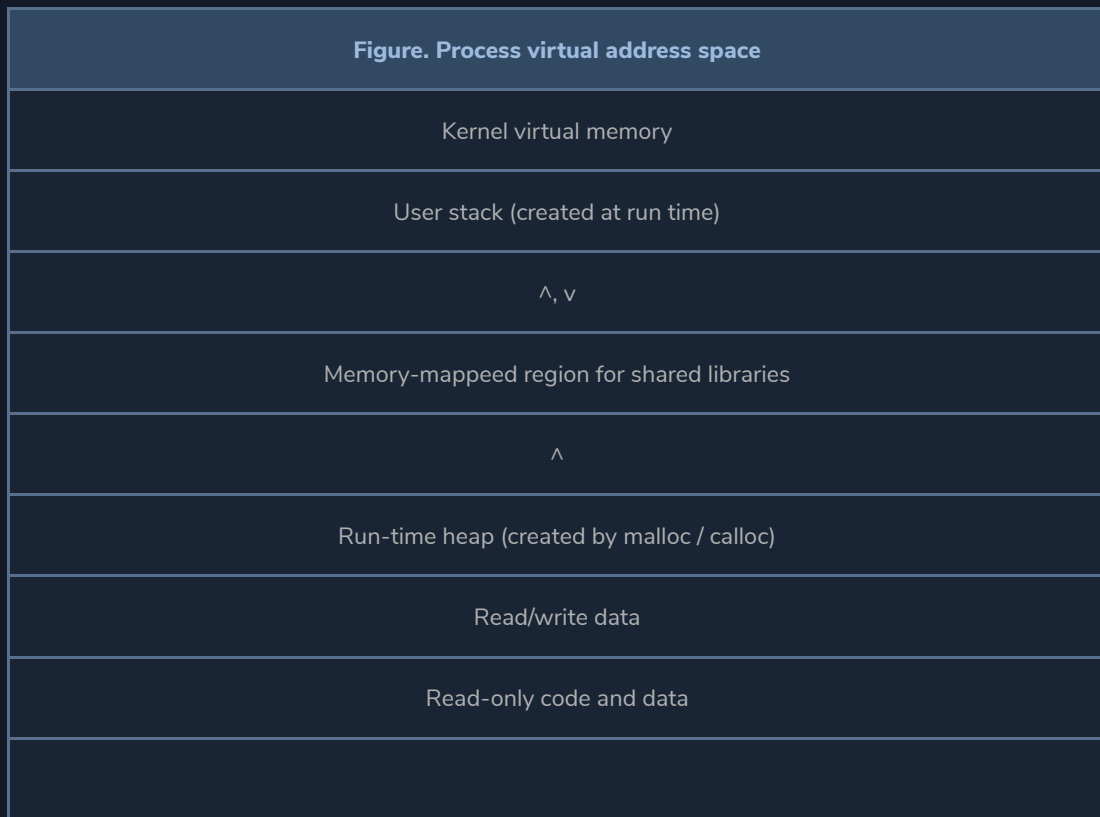 Figure. Process virtual address space
Kernel virtual memory
User stack (created at run time)
^, v
Memory-mappeed region for shared libraries
^
Run-time heap (created by malloc / calloc)
Read/write data
Read-only code and data